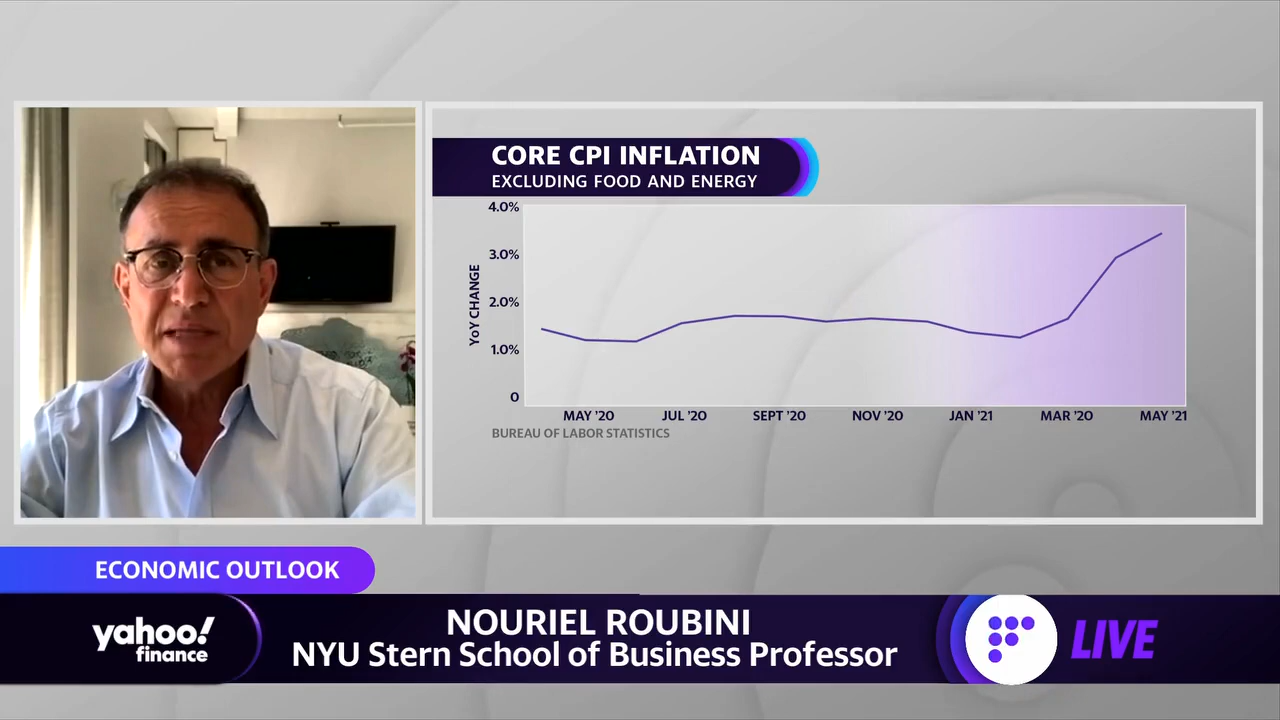 CORE CPI INFLATION
EXCLUDING FOOD AND ENERGY
YoY CHANGE
4.0%
3.0%
2.0%
1.0%
0
MAY '20 JUL '20 SEPT '20 NOV '20 JAN '21 MAR '20 MAY '21
BUREAU OF LABOR STATISTICS
ECONOMIC OUTLOOK
yahoo!
finance
NOURIEL ROUBINI
NYU Stern School of Business Professor
LIVE